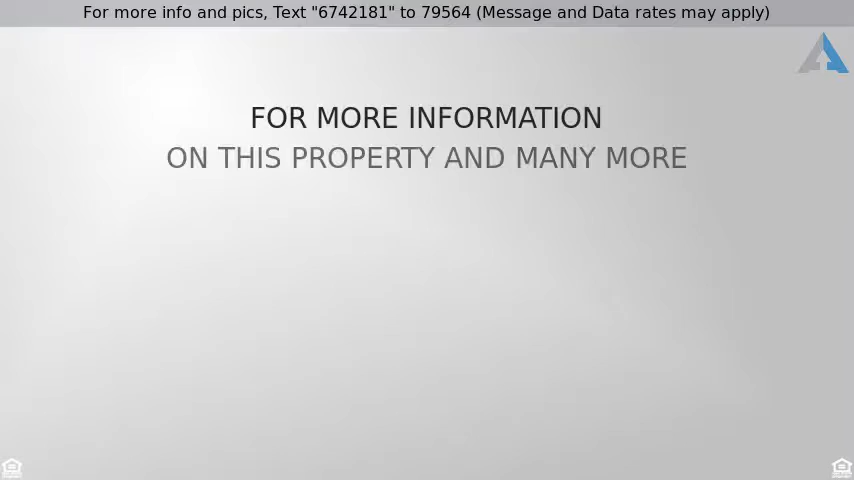 For more info and pics, Text "6742181" to 79564 (Message and Data rates may apply)
FOR MORE INFORMATION
ON THIS PROPERTY AND MANY MORE